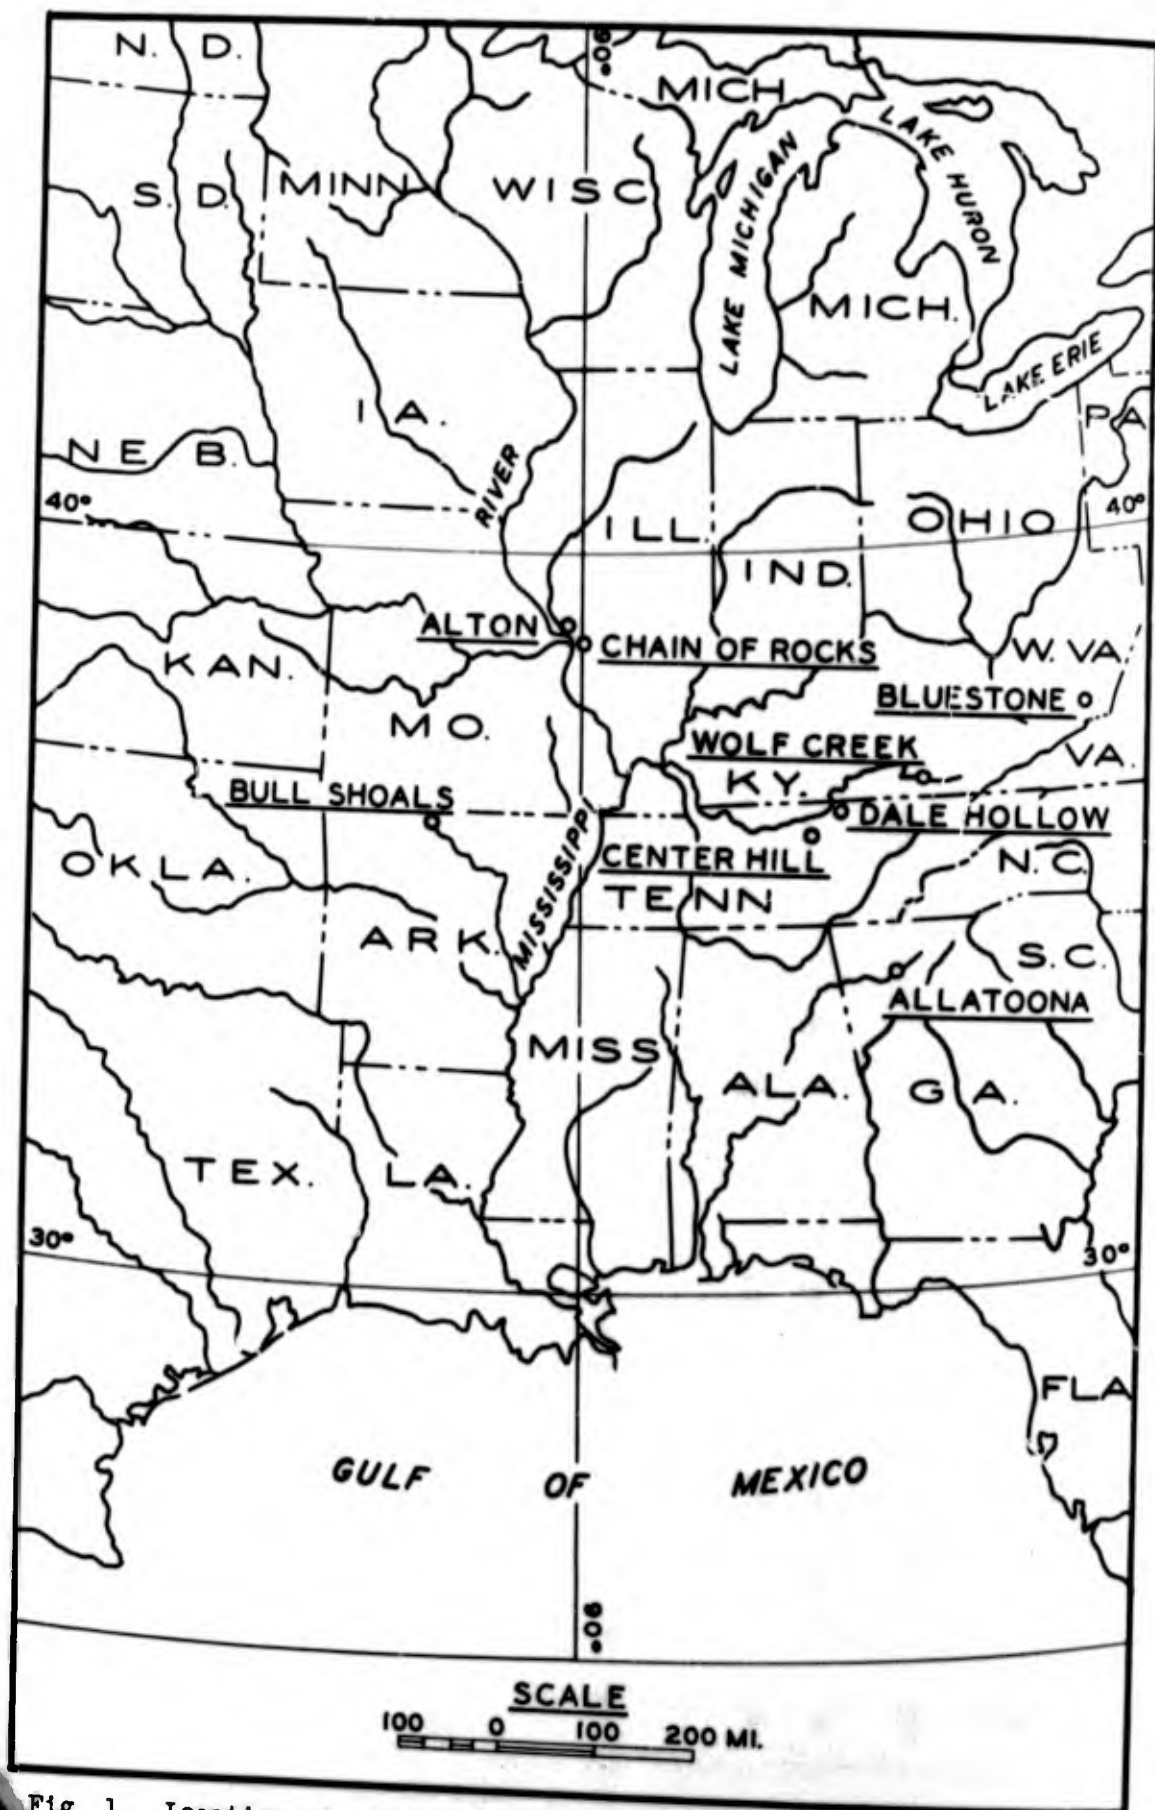 N. D.
90°
MICH
LAKE HURON
S. D.
MINN
WISC
LAKE MICHIGAN
MICH.
LAKE ERIE
I A.
PA
N E B.
RIVER
40°
40°
ILL.
OHIO
IND.
ALTON
CHAIN OF ROCKS
W. VA.
KAN.
BLUESTONE
MO.
WOLF CREEK
VA.
KY.
BULL SHOALS
DALE HOLLOW
MISSISSIPPI
CENTER HILL
OKLA.
N.C.
TENN
ARK.
S.C.
ALLATOONA
MISS
ALA.
GA.
TEX.
LA.
30°
30°
FLA
GULF OF MEXICO
90°
SCALE
100 0 100 200 MI.
Fig. 1. Location